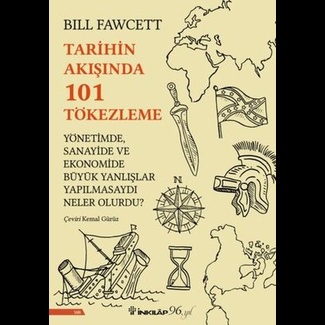 BILL FAWCETT
TARİHİN
AKIŞINDA
101
TÖKEZLEME
YÖNETİMDE,
SANAYİDE VE
EKONOMİDE
BÜYÜK YANLIŞLAR
YAPILMASAYDI
NELER OLURDU?
Çeviri Kemal Gürüz
İNKILÂP 96.yıl